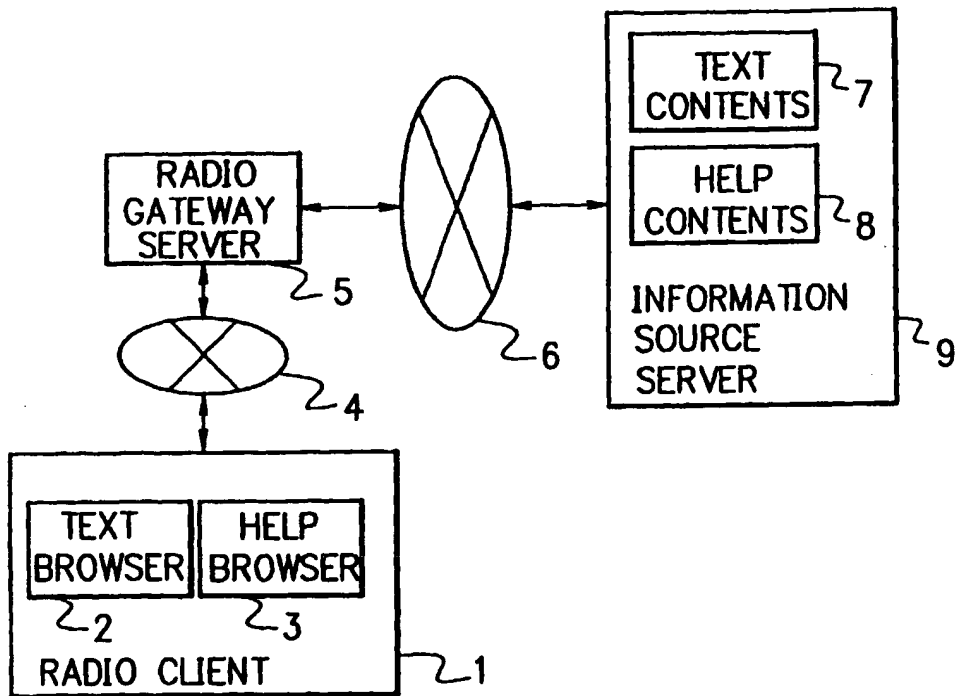 TEXT
CONTENTS
7
HELP
CONTENTS
8
INFORMATION
SOURCE
SERVER
9
RADIO
GATEWAY
SERVER
5
6
4
TEXT
BROWSER
2
HELP
BROWSER
3
RADIO CLIENT
1